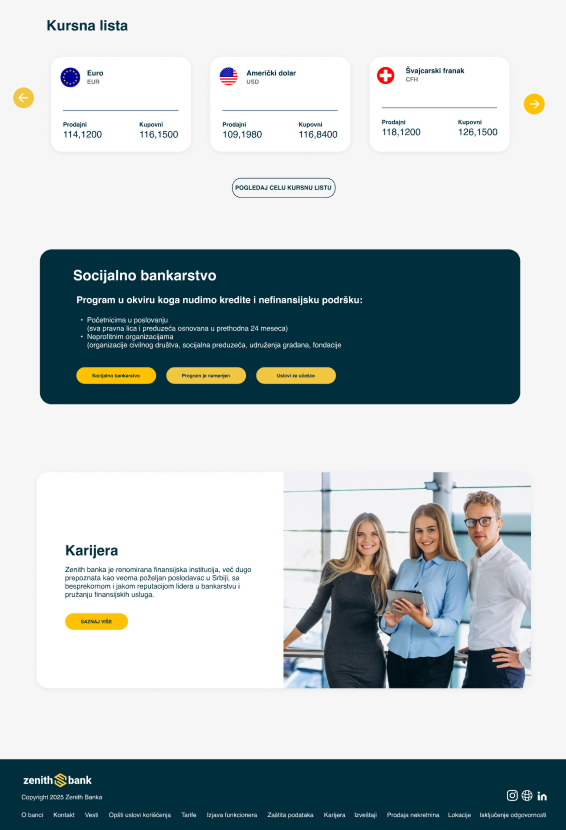 Kursna lista
Euro
EUR
Prodajni Kupovni
114,1200 116,1500
Američki dolar
USD
Prodajni Kupovni
109,1980 116,8400
Švajcarski franak
CFH
Prodajni Kupovni
118,1200 126,1500
POGLEDAJ CELU KURSNU LISTU
Socijalno bankarstvo
Program u okviru koga nudimo kredite i nefinansijsku podršku:
• Početnicima u poslovanju
(sva pravna lica i preduzeća osnovana u prethodna 24 meseca)
• Neprofitnim organizacijama
(organizacije civilnog društva, socijalna preduzeća, udruženja građana, fondacije
Socijalno bankarstvo Program je namenjen Uslovi za učešće
Karijera
Zenith banka je renomirana finansijska institucija, već dugo
prepoznata kao veoma poželjan poslodavac u Srbiji, sa
besprekornom i jakom reputacijom lidera u bankarstvu i
pružanju finansijskih usluga.
SAZNAJ VIŠE
zenith bank
Copyright 2025 Zenith Banka
O banci Kontakt Vesti Opšti uslovi korišćenja Tarife Izjava funkcionera Zaštita podataka Karijera Izveštaji Prodaja nekretnina Lokacije Isključenje odgovornosti